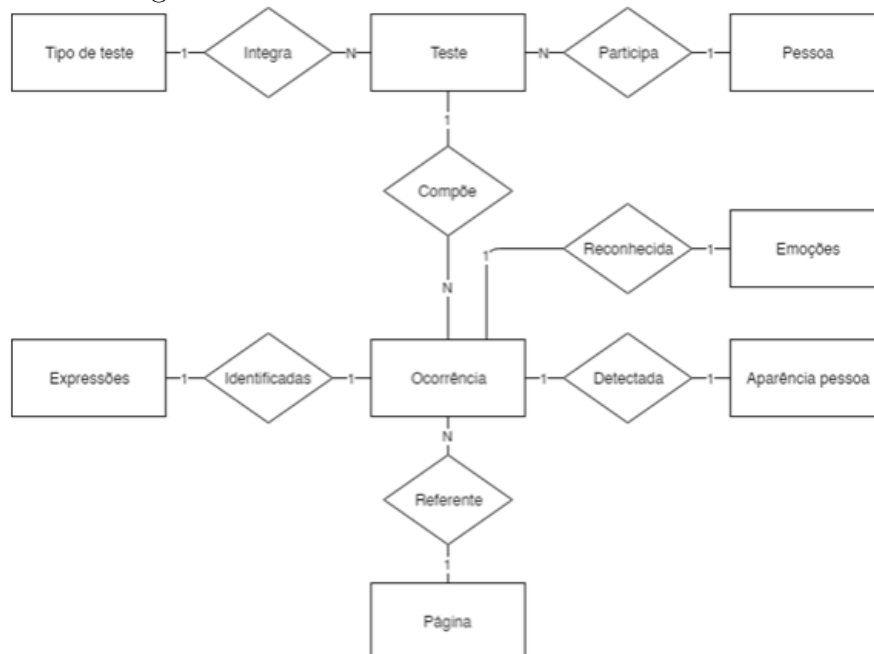 Tipo de teste 1 Integra N Teste N Participa 1 Pessoa
1
Compõe
N
1 Reconhecida 1 Emoções
Expressões 1 Identificadas 1 Ocorrência 1 Detectada 1 Aparência pessoa
N
Referente
1
Página